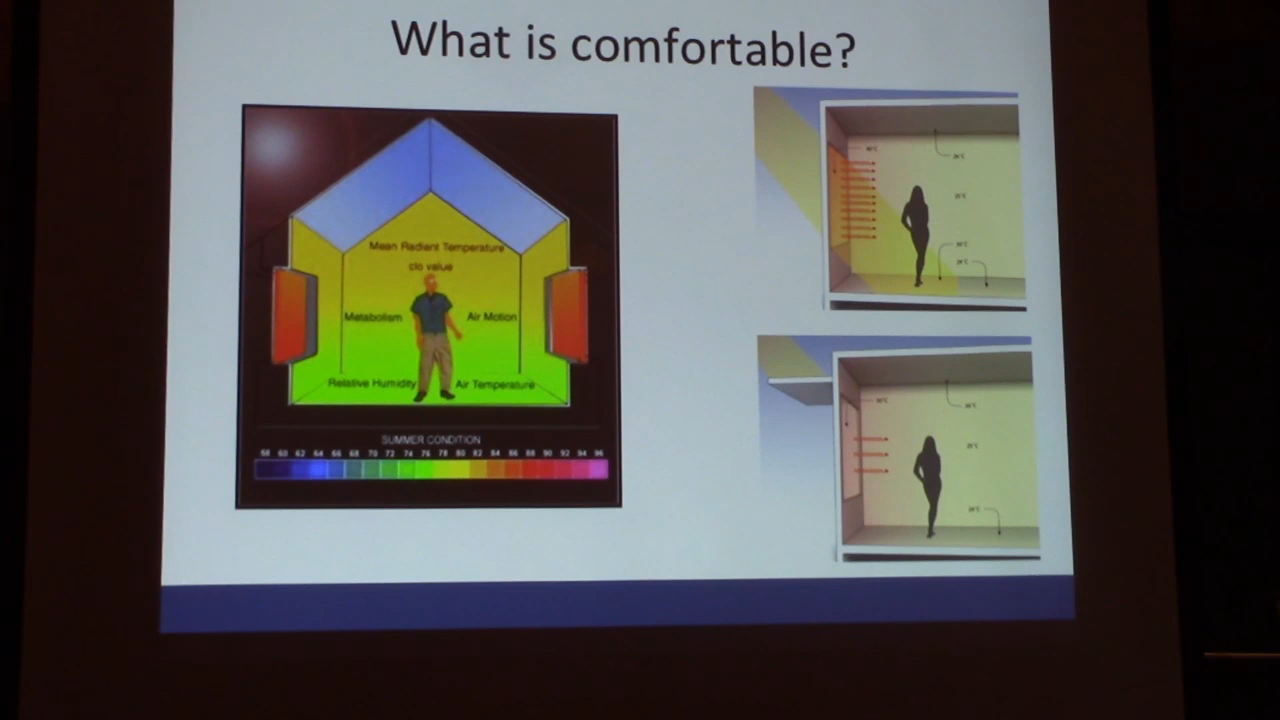 What is comfortable?
Mean Radiant Temperature
clo value
Metabolism
Air Motion
Relative Humidity
Air Temperature
SUMMER CONDITION
58 60 62 64 66 68 70 72 74 76 78 80 82 84 86 88 90 92 94 96